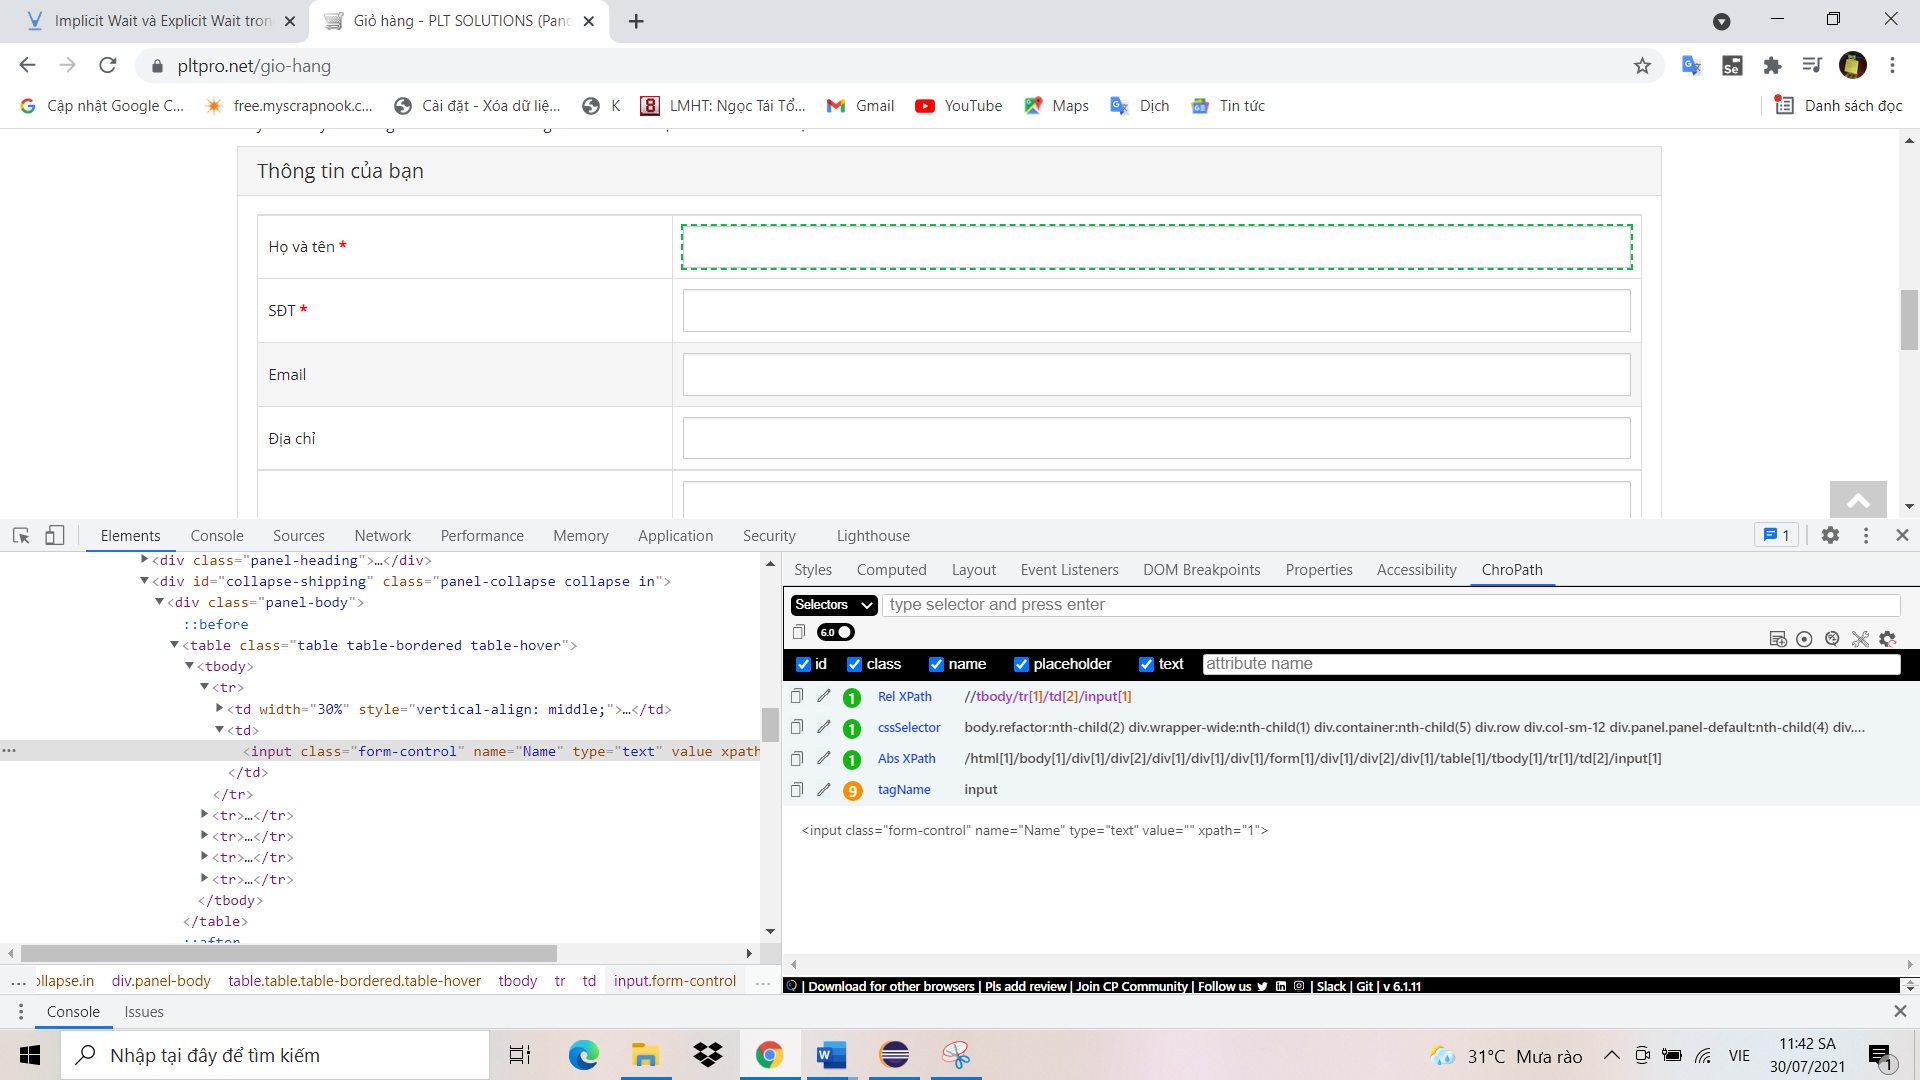 Implicit Wait và Explicit Wait tron
Giỏ hàng - PLT SOLUTIONS (Panc
pltpro.net/gio-hang
Cập nhật Google C...
free.myscrapnook.c...
Cài đặt - Xóa dữ liệ...
K
LMHT: Ngọc Tái Tổ...
Gmail
YouTube
Maps
Dịch
Tin tức
Danh sách đọc
Thông tin của bạn
Họ và tên *
SĐT *
Email
Địa chỉ
Elements Console Sources Network Performance Memory Application Security Lighthouse
1
<div class="panel-heading">…</div>
<div id="collapse-shipping" class="panel-collapse collapse in">
<div class="panel-body">
::before
<table class="table table-bordered table-hover">
<tbody>
<tr>
<td width="30%" style="vertical-align: middle;">…</td>
<td>
<input class="form-control" name="Name" type="text" value xpath
</td>
</tr>
<tr>…</tr>
<tr>…</tr>
<tr>…</tr>
<tr>…</tr>
</tbody>
</table>
::after
... ollapse.in div.panel-body table.table.table-bordered.table-hover tbody tr td input.form-control ...
Styles Computed Layout Event Listeners DOM Breakpoints Properties Accessibility ChroPath
Selectors
type selector and press enter
6.0
id class name placeholder text attribute name
1 Rel XPath //tbody/tr[1]/td[2]/input[1]
1 cssSelector body.refactor:nth-child(2) div.wrapper-wide:nth-child(1) div.container:nth-child(5) div.row div.col-sm-12 div.panel.panel-default:nth-child(4) div....
1 Abs XPath /html[1]/body[1]/div[1]/div[2]/div[1]/div[1]/div[1]/form[1]/div[1]/div[2]/div[1]/table[1]/tbody[1]/tr[1]/td[2]/input[1]
9 tagName input
<input class="form-control" name="Name" type="text" value="" xpath="1">
| Download for other browsers | Pls add review | Join CP Community | Follow us | Slack | Git | v 6.1.11
Console Issues
Nhập tại đây để tìm kiếm
31°C Mưa rào
VIE
11:42 SA
30/07/2021
1